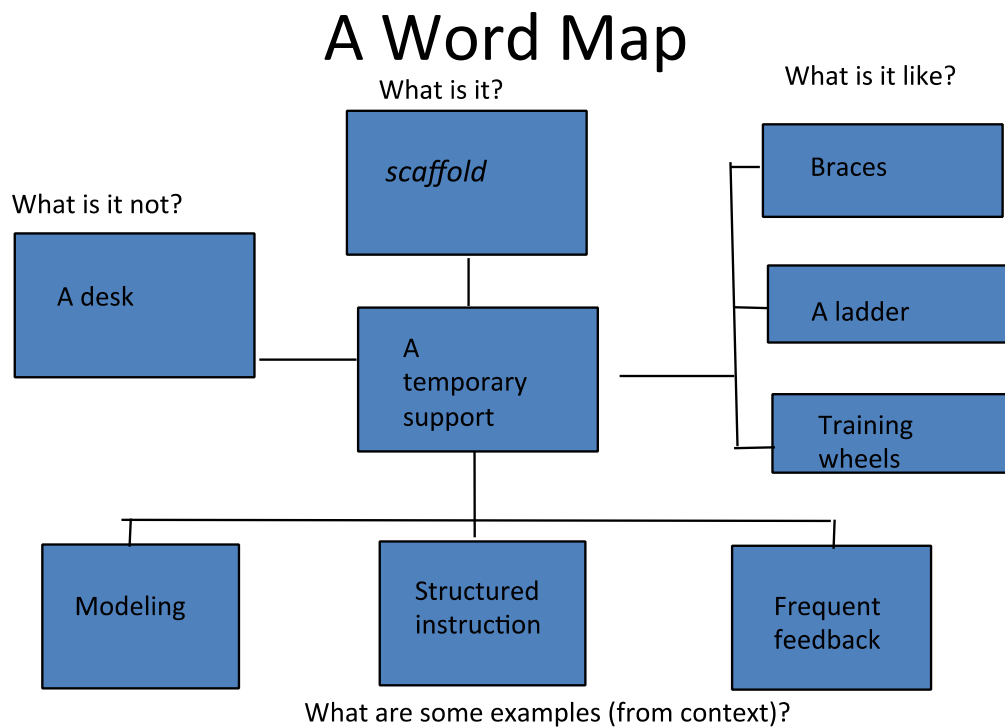 A Word Map
What is it?
What is it like?
scaffold
Braces
What is it not?
A desk
A ladder
A
temporary
support
Training
wheels
Modeling
Structured
instruction
Frequent
feedback
What are some examples (from context)?